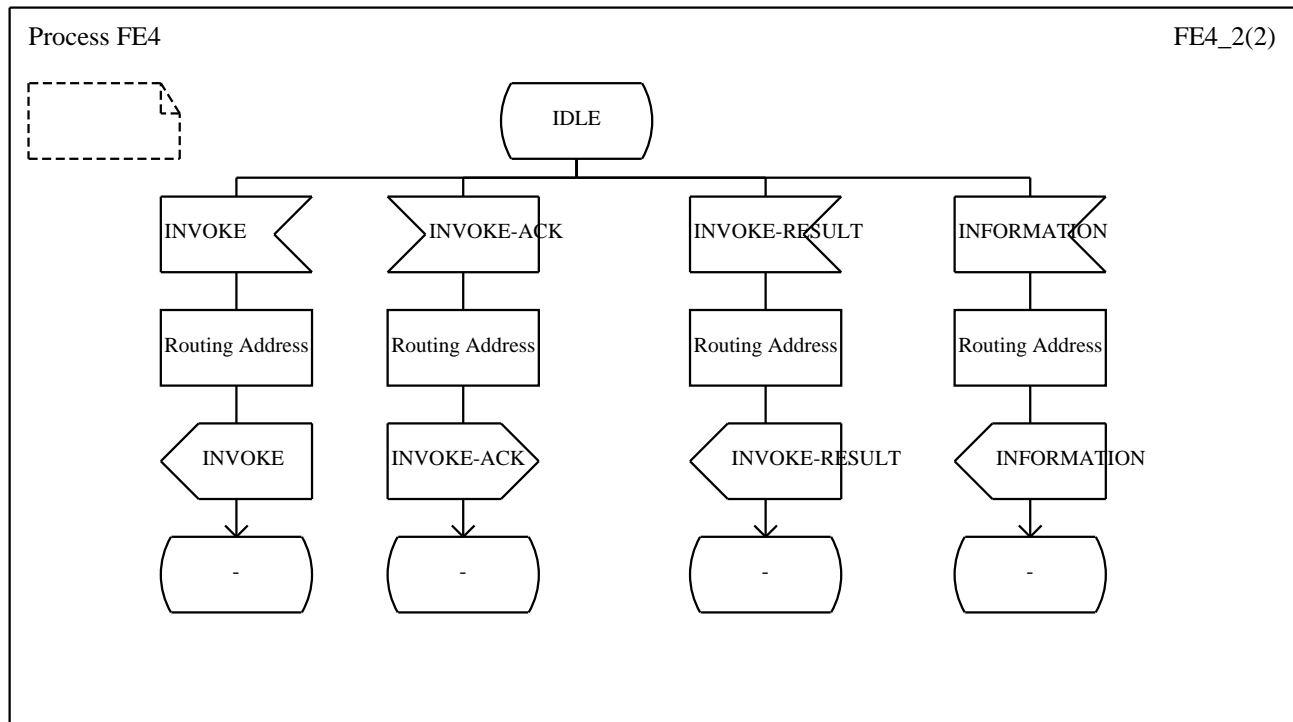 Process FE4
FE4_2(2)
IDLE
INVOKE
INVOKE-ACK
INVOKE-RESULT
INFORMATION
Routing Address
Routing Address
Routing Address
Routing Address
INVOKE
INVOKE-ACK
INVOKE-RESULT
INFORMATION
-
-
-
-